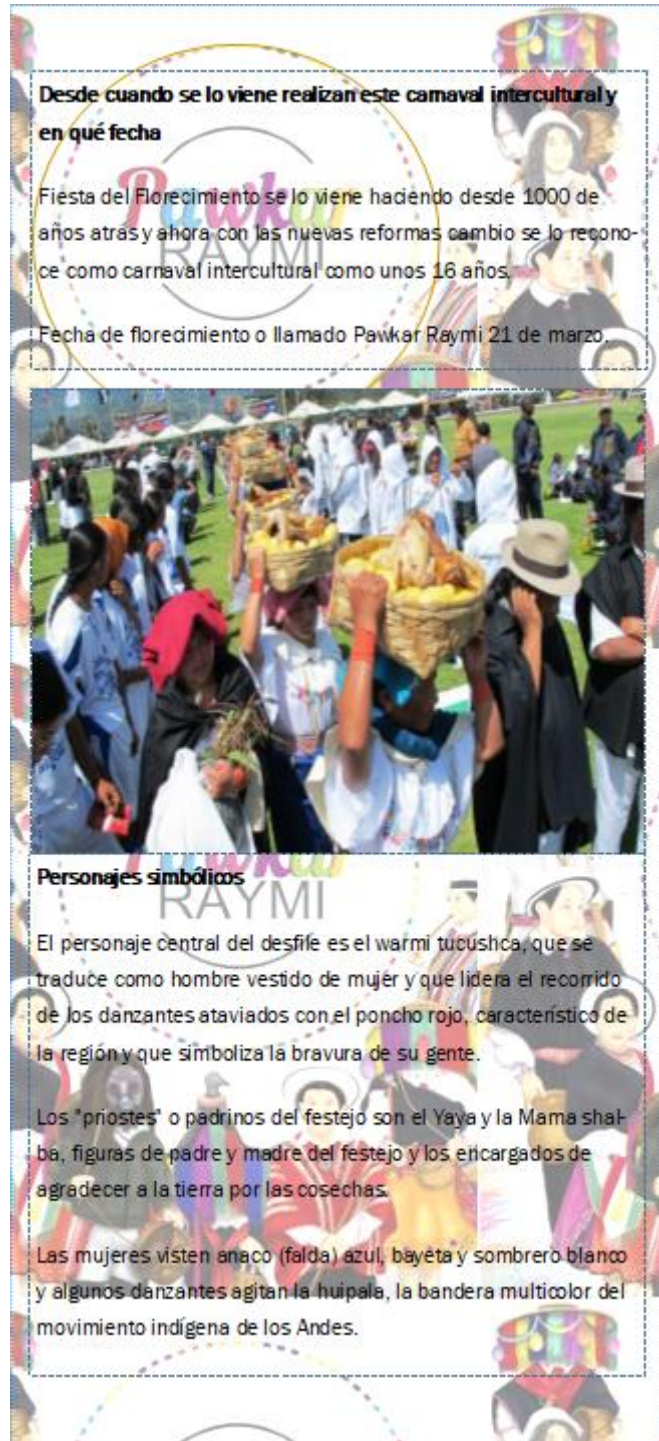 Desde cuando se lo viene realizan este carnaval intercultural y
en qué fecha
Pawkar
RAYMI
Fiesta del Florecimiento se lo viene haciendo desde 1000 de
años atrás y ahora con las nuevas reformas cambio se lo recono-
ce como carnaval intercultural como unos 16 años.
Fecha de florecimiento o llamado Pawkar Raymi 21 de marzo.
Pawkar
RAYMI
Personajes simbólicos
El personaje central del desfile es el warmi tucushca, que se
traduce como hombre vestido de mujer y que lidera el recorrido
de los danzantes ataviados con el poncho rojo, característico de
la región y que simboliza la bravura de su gente.
Los "priostes" o padrinos del festejo son el Yaya y la Mama shal-
ba, figuras de padre y madre del festejo y los encargados de
agradecer a la tierra por las cosechas.
Las mujeres visten anaco (falda) azul, bayeta y sombrero blanco
y algunos danzantes agitan la huipala, la bandera multicolor del
movimiento indígena de los Andes.